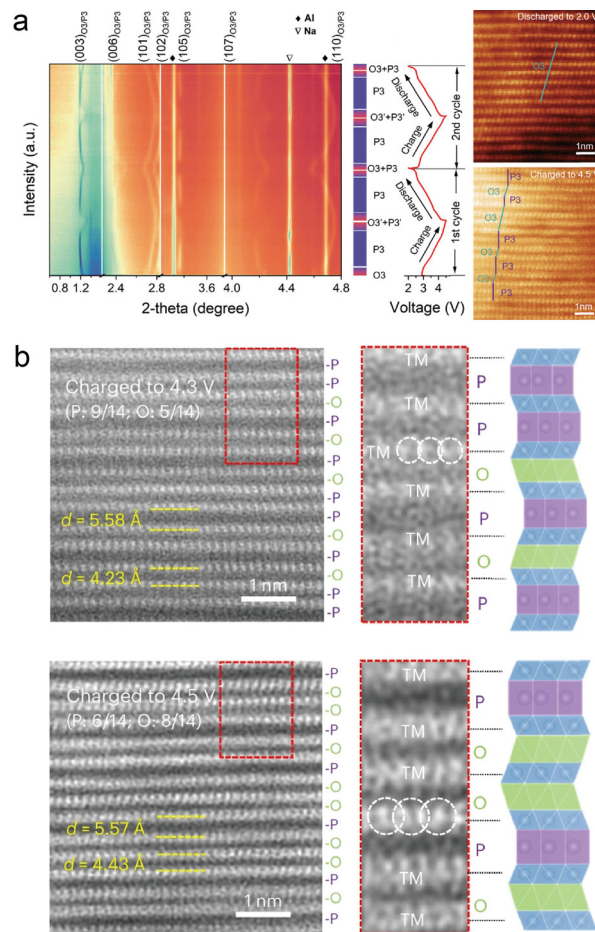 a
◆ Al
▽ Na
(003)O3/P3
(006)O3/P3
(101)O3/P3
(102)O3/P3
(105)O3/P3
(107)O3/P3
(110)O3/P3
Intensity (a.u.)
1.2 2.4 2.8 3.6 4.0 4.4 4.8
2-theta (degree)
O3+P3
P3
O3'+P3'
P3
O3+P3
P3
O3'+P3'
P3
O3
Discharge
Charge
Discharge
Charge
2nd cycle
1st cycle
2 3 4
Voltage (V)
Discharged to 2.0 V
O3
1nm
Charged to 4.5 V
P3
O3
P3
O3
P3
O3
P3
O3
P3
1nm
b
Charged to 4.3 V
(P: 9/14; O: 5/14)
d = 5.58 Å
d = 4.23 Å
1 nm
-P
-P
-O
-P
-O
-P
-O
-P
-P
-O
-P
-O
-P
-P
TM
TM
TM
TM
TM
TM
P
P
O
P
O
P
Charged to 4.5 V
(P: 6/14; O: 8/14)
d = 5.57 Å
d = 4.43 Å
1 nm
-P
-O
-O
-P
-O
-P
-O
-O
-P
-O
-O
-P
-O
-P
TM
TM
TM
TM
TM
P
O
O
P
O